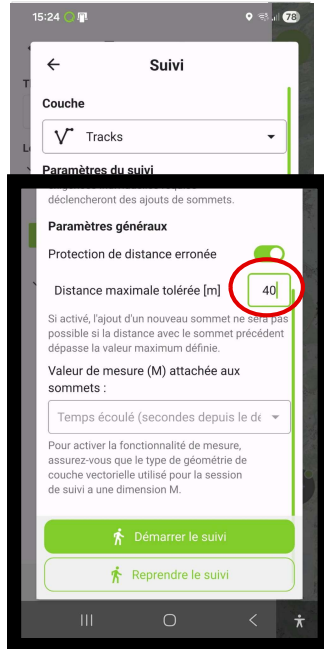 15:24
78
Suivi
Couche
Tracks
Paramètres du suivi
déclencheront des ajouts de sommets.
Paramètres généraux
Protection de distance erronée
Distance maximale tolérée [m] 40
Si activé, l'ajout d'un nouveau sommet ne sera pas
possible si la distance avec le sommet précédent
dépasse la valeur maximum définie.
Valeur de mesure (M) attachée aux
sommets :
Temps écoulé (secondes depuis le dé
Pour activer la fonctionnalité de mesure,
assurez-vous que le type de géométrie de
couche vectorielle utilisé pour la session
de suivi a une dimension M.
Démarrer le suivi
Reprendre le suivi